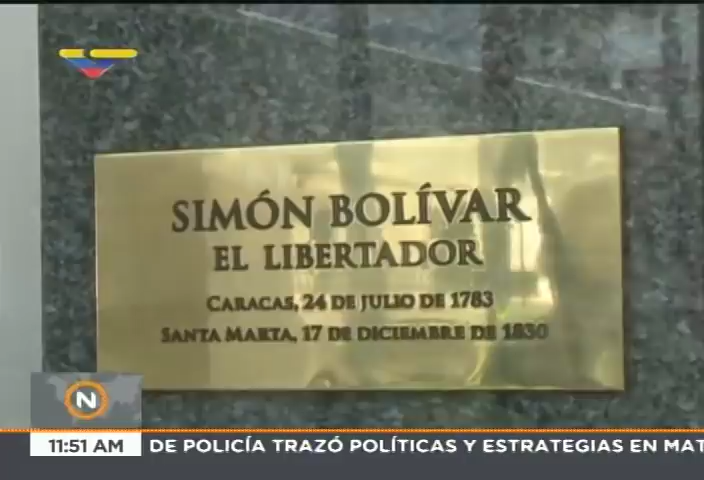 SIMÓN BOLÍVAR
EL LIBERTADOR
CARACAS, 24 DE JULIO DE 1783
SANTA MARTA, 17 DE DICIEMBRE DE 1830
N
11:51 AM DE POLICÍA TRAZÓ POLÍTICAS Y ESTRATEGIAS EN MAT